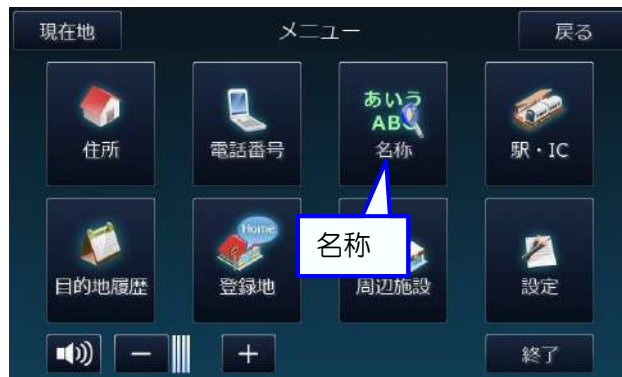 現在地
メニュー
戻る
あいう
AB
住所
電話番号
名称
駅・IC
Home
名称
目的地履歴
登録地
周辺施設
設定
終了